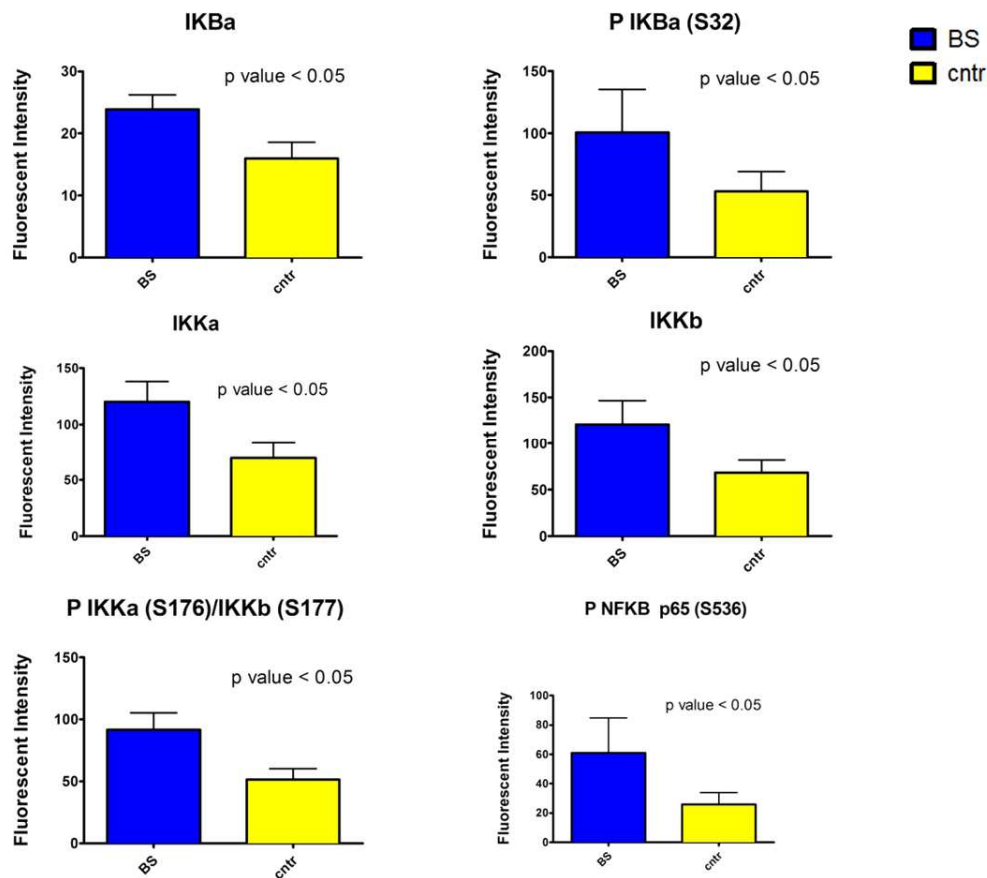 IKBa
Fluorescent Intensity
30
20
10
0
p value < 0.05
BS
cntr
P IKBa (S32)
Fluorescent Intensity
150
100
50
0
p value < 0.05
BS
cntr
BS
cntr
IKKa
Fluorescent Intensity
150
100
50
0
p value < 0.05
BS
cntr
IKKb
Fluorescent Intensity
200
150
100
50
0
p value < 0.05
BS
cntr
P IKKa (S176)/IKKb (S177)
Fluorescent Intensity
150
100
50
0
p value < 0.05
BS
cntr
P NFKB p65 (S536)
Fluorescent Intensity
100
80
60
40
20
0
p value < 0.05
BS
cntr